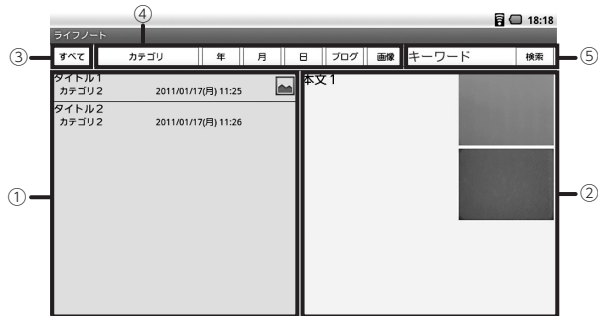 ④
18:18
ライフノート
③ すべて カテゴリ 年 月 日 ブログ 画像 キーワード 検索 ⑤
タイトル1
カテゴリ2 2011/01/17(月) 11:25
タイトル2
カテゴリ2 2011/01/17(月) 11:26
本文1
①
②